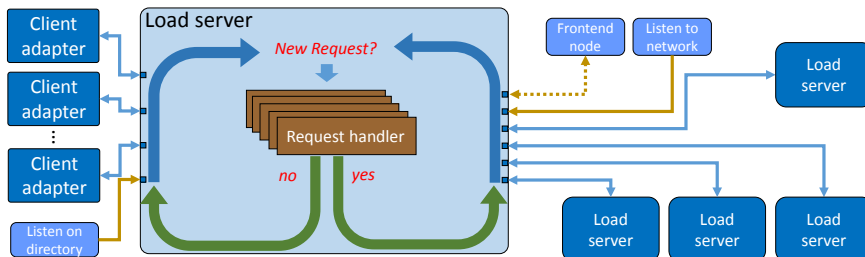 Client
adapter
Client
adapter
...
Client
adapter
Listen on
directory
Load server
New Request?
Request handler
no
yes
Frontend
node
Listen to
network
Load
server
Load
server
Load
server
Load
server